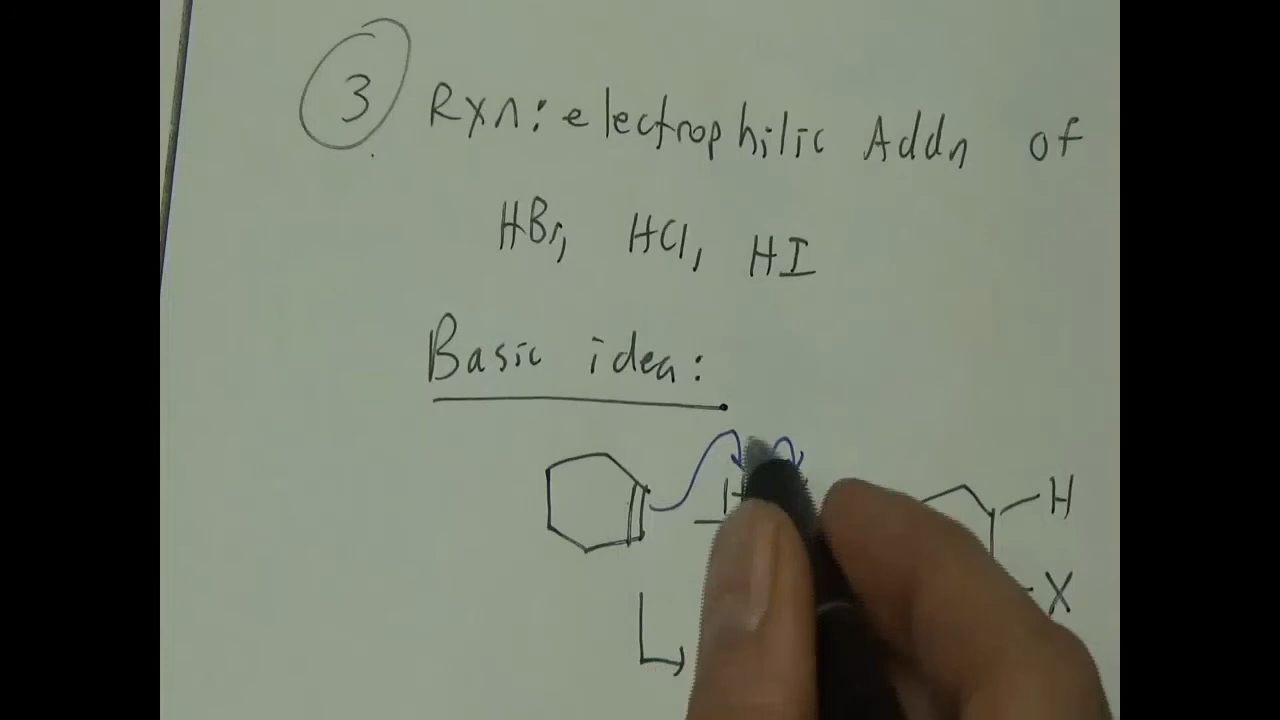 3 Rxn: electrophilic Addn of
HBr, HCl, HI
Basic idea:
H
H
X